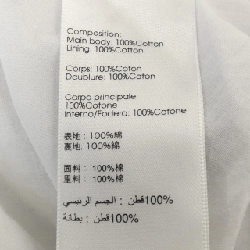 Composition:
Main body: 100%Cotton
Lining: 100%Cotton
Corps: 100%Coton
Doublure: 100%Coton
Corpo principale
100%Cotone
Interno/Fodera: 100%Cotone
表地: 100%綿
裏地: 100%綿
面料: 100%棉
里料: 100%棉
100%قطن : الجسم الرئيسي
100%قطن : بطانة